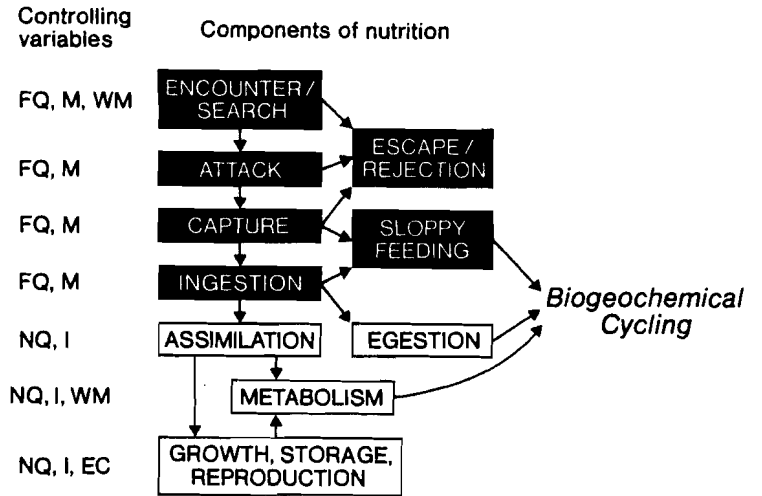 Controlling
variables
Components of nutrition
FQ, M, WM
ENCOUNTER/
SEARCH
ESCAPE/
REJECTION
FQ, M
ATTACK
FQ, M
CAPTURE
SLOPPY
FEEDING
FQ, M
INGESTION
Biogeochemical
Cycling
NQ, I
ASSIMILATION
EGESTION
NQ, I, WM
METABOLISM
NQ, I, EC
GROWTH, STORAGE,
REPRODUCTION